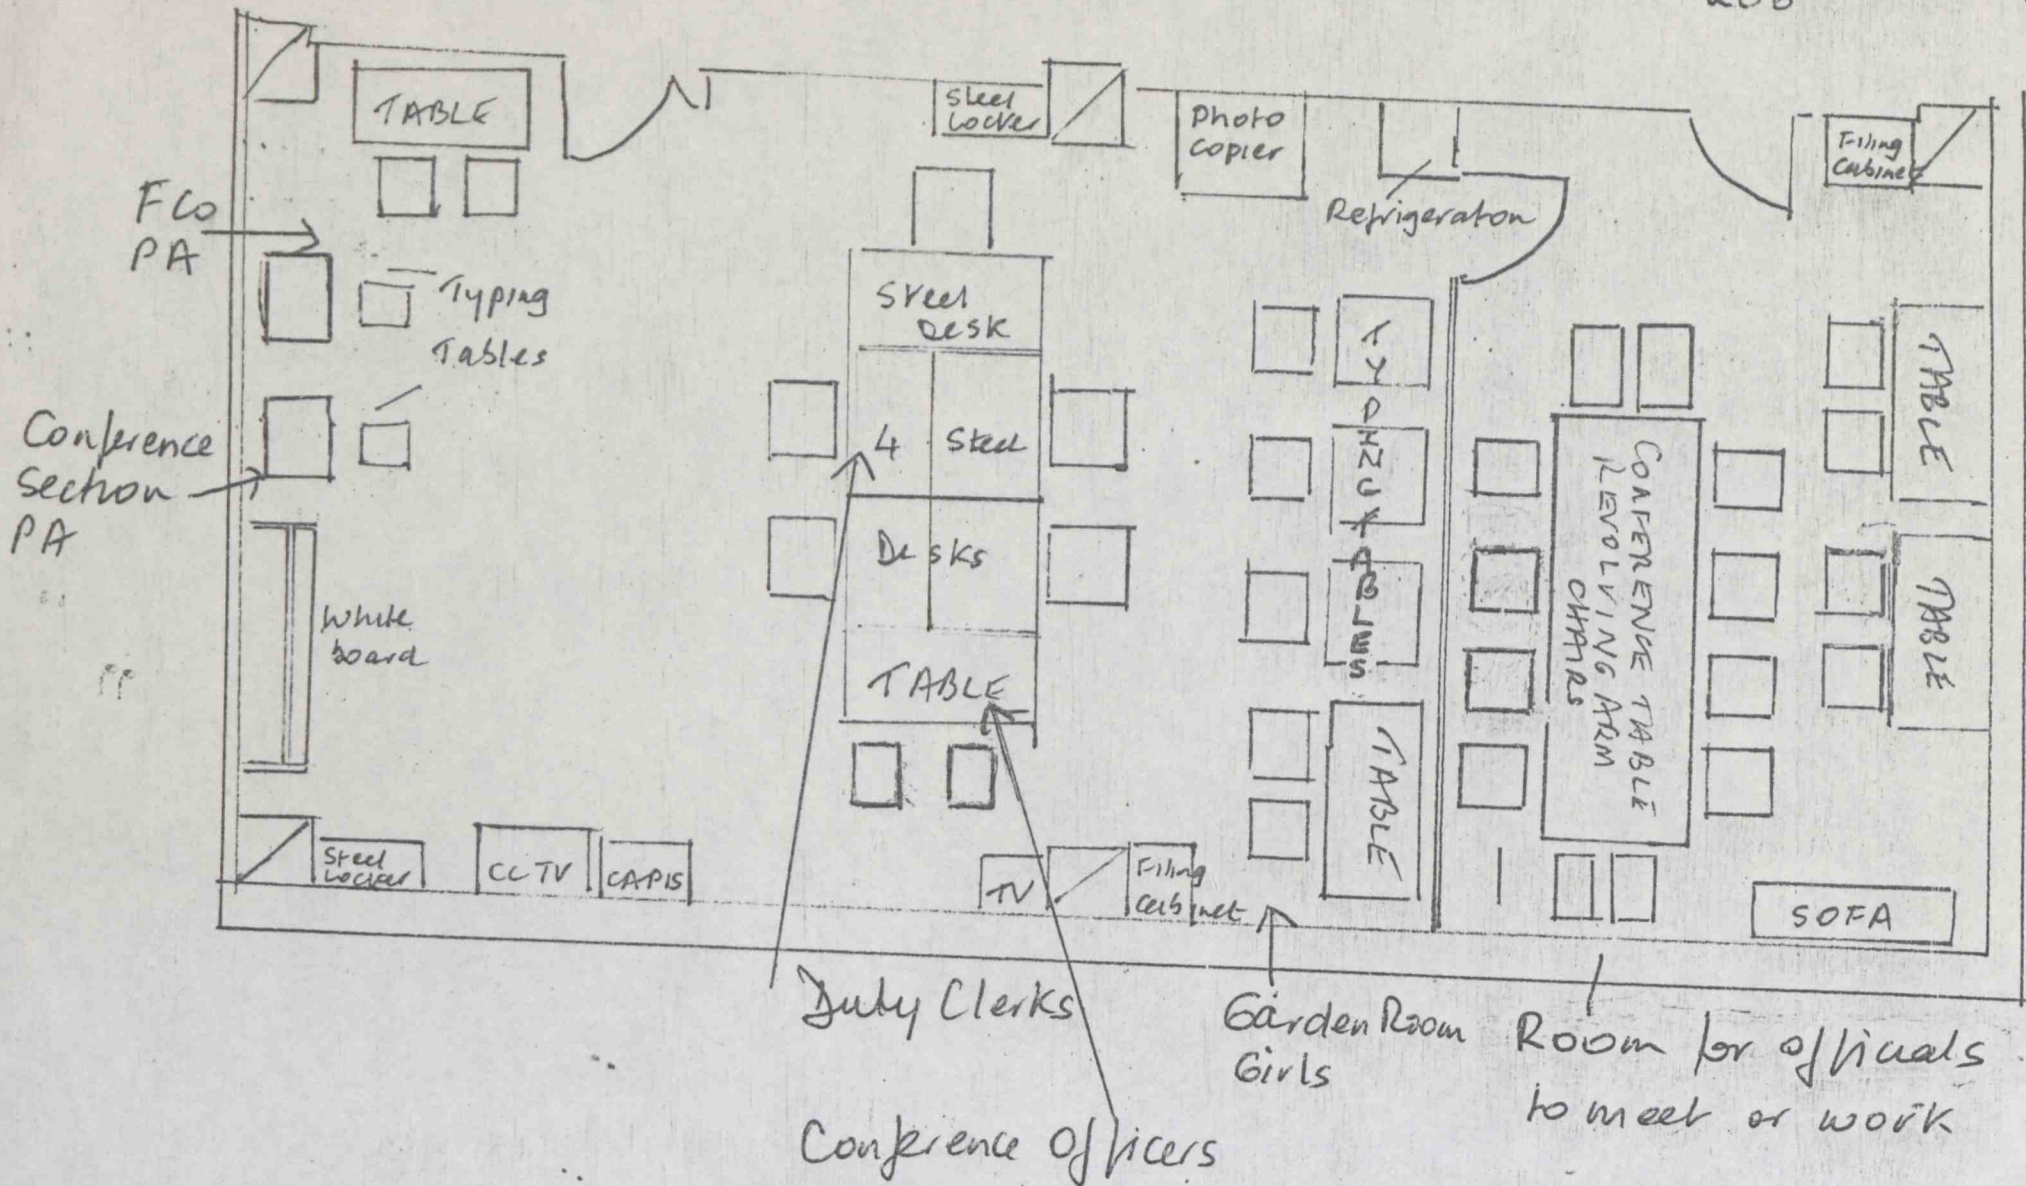 TABLE
Steel
Locker
Photo
Copier
Refrigerator
Filing
Cabinet
FCO
PA
Typing
Tables
Steel
Desk
4 Steel
Desks
TABLE
Conference
Section
PA
White
board
TABLE
CONFERENCE TABLE
REVOLVING ARM
CHAIRS
TABLE
TABLE
Steel
Locker
CCTV
CAPIS
TV
Filing
Cabinet
SOFA
Duty Clerks
Conference Officers
Garden Room
Girls
Room for officials
to meet or work